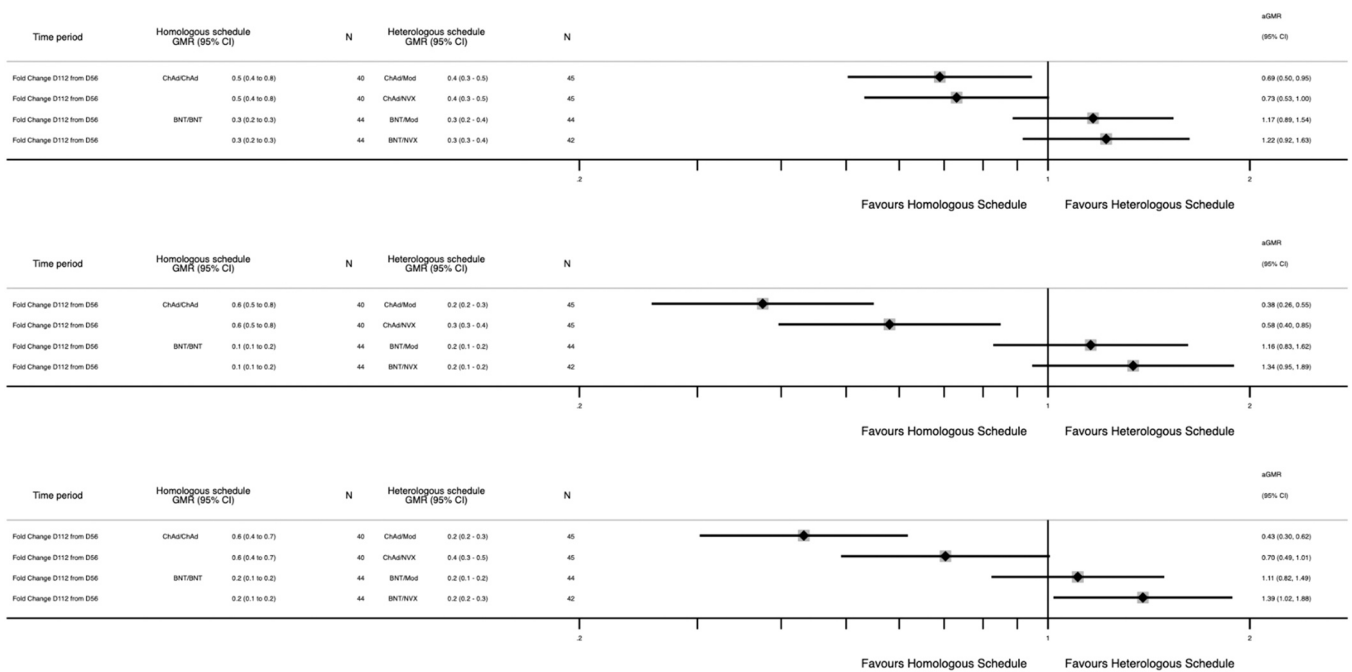 aGMR
Time period Homologous schedule N Heterologous schedule N (95% CI)
GMR (95% CI) GMR (95% CI)
Fold Change D112 from D56 ChAd/ChAd 0.5 (0.4 to 0.8) 40 ChAd/Mod 0.4 (0.3 - 0.5) 45 0.69 (0.50, 0.95)
Fold Change D112 from D56 0.5 (0.4 to 0.8) 40 ChAd/NVX 0.4 (0.3 - 0.5) 45 0.73 (0.53, 1.00)
Fold Change D112 from D56 BNT/BNT 0.3 (0.2 to 0.3) 44 BNT/Mod 0.3 (0.2 - 0.4) 44 1.17 (0.89, 1.54)
Fold Change D112 from D56 0.3 (0.2 to 0.3) 44 BNT/NVX 0.3 (0.3 - 0.4) 42 1.22 (0.92, 1.63)
.2 1 2
Favours Homologous Schedule Favours Heterologous Schedule
aGMR
Time period Homologous schedule N Heterologous schedule N (95% CI)
GMR (95% CI) GMR (95% CI)
Fold Change D112 from D56 ChAd/ChAd 0.6 (0.5 to 0.8) 40 ChAd/Mod 0.2 (0.2 - 0.3) 45 0.38 (0.26, 0.55)
Fold Change D112 from D56 0.6 (0.5 to 0.8) 40 ChAd/NVX 0.3 (0.3 - 0.4) 45 0.58 (0.40, 0.85)
Fold Change D112 from D56 BNT/BNT 0.1 (0.1 to 0.2) 44 BNT/Mod 0.2 (0.1 - 0.2) 44 1.16 (0.83, 1.62)
Fold Change D112 from D56 0.1 (0.1 to 0.2) 44 BNT/NVX 0.2 (0.1 - 0.2) 42 1.34 (0.95, 1.89)
.2 1 2
Favours Homologous Schedule Favours Heterologous Schedule
aGMR
Time period Homologous schedule N Heterologous schedule N (95% CI)
GMR (95% CI) GMR (95% CI)
Fold Change D112 from D56 ChAd/ChAd 0.6 (0.4 to 0.7) 40 ChAd/Mod 0.2 (0.2 - 0.3) 45 0.43 (0.30, 0.62)
Fold Change D112 from D56 0.6 (0.4 to 0.7) 40 ChAd/NVX 0.4 (0.3 - 0.5) 45 0.70 (0.49, 1.01)
Fold Change D112 from D56 BNT/BNT 0.2 (0.1 to 0.2) 44 BNT/Mod 0.2 (0.1 - 0.2) 44 1.11 (0.82, 1.49)
Fold Change D112 from D56 0.2 (0.1 to 0.2) 44 BNT/NVX 0.2 (0.2 - 0.3) 42 1.39 (1.02, 1.88)
.2 1 2
Favours Homologous Schedule Favours Heterologous Schedule